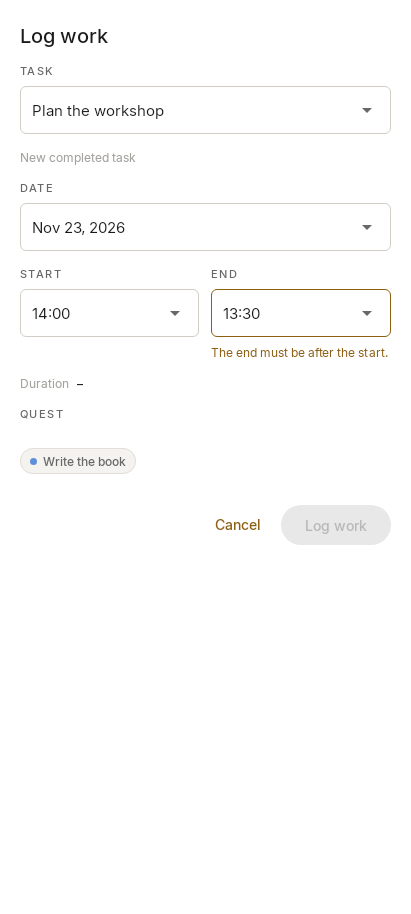 Log work
TASK
Plan the workshop
New completed task
DATE
Nov 23, 2026
START
END
14:00
13:30
The end must be after the start.
Duration –
QUEST
Write the book
Cancel
Log work